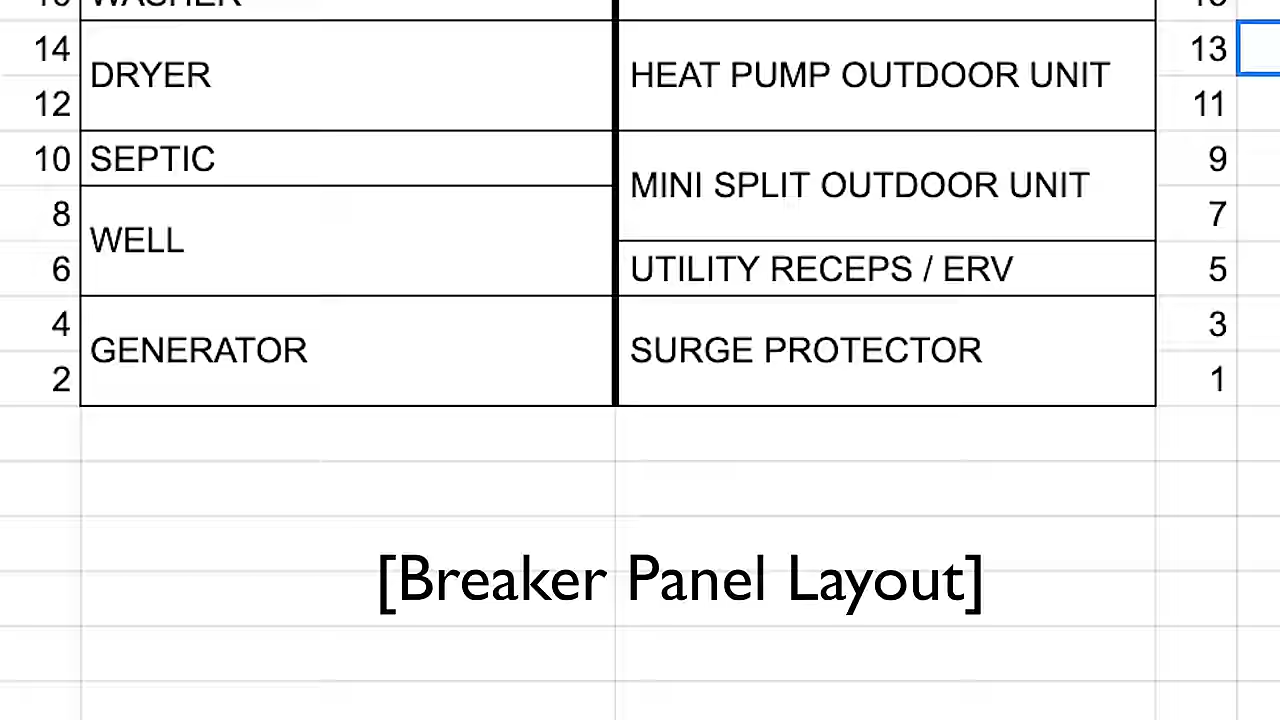 WASHER
14
DRYER
HEAT PUMP OUTDOOR UNIT
13
12
11
10
SEPTIC
9
MINI SPLIT OUTDOOR UNIT
8
7
WELL
6
UTILITY RECEPS / ERV
5
4
3
GENERATOR
SURGE PROTECTOR
2
1
[Breaker Panel Layout]